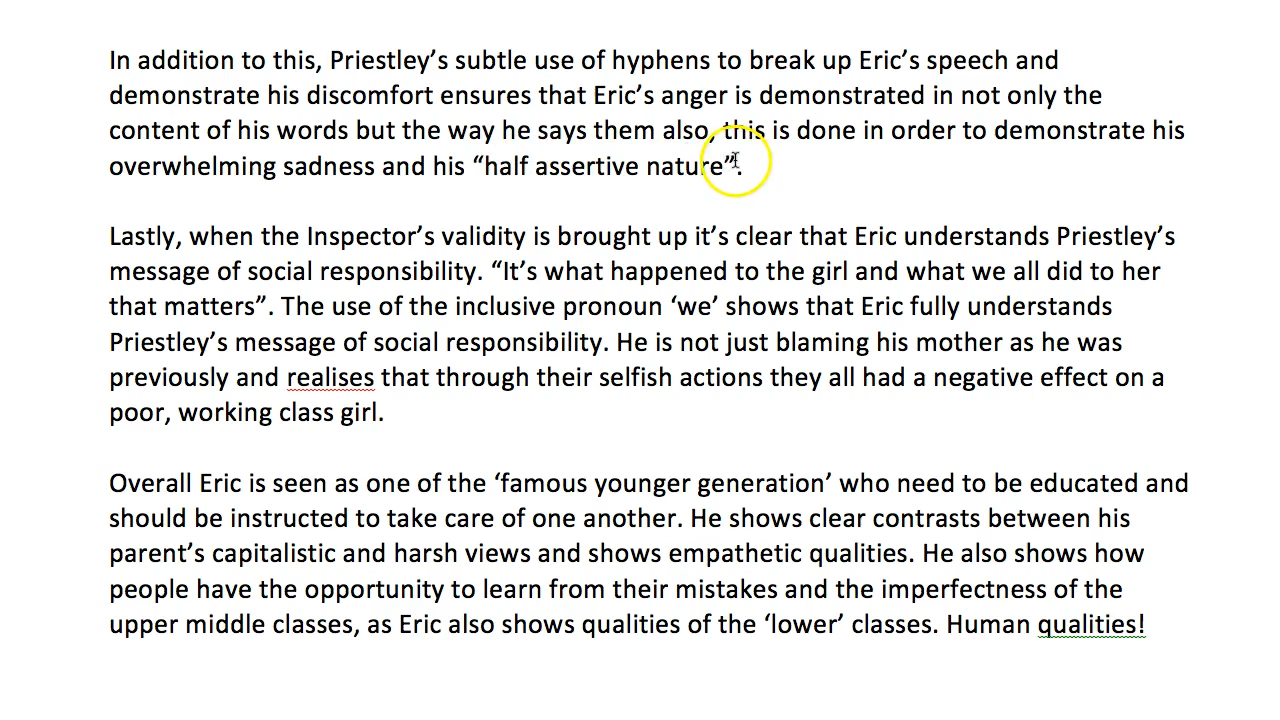 In addition to this, Priestley’s subtle use of hyphens to break up Eric’s speech and
demonstrate his discomfort ensures that Eric’s anger is demonstrated in not only the
content of his words but the way he says them also, this is done in order to demonstrate his
overwhelming sadness and his “half assertive nature”.
Lastly, when the Inspector’s validity is brought up it’s clear that Eric understands Priestley’s
message of social responsibility. “It’s what happened to the girl and what we all did to her
that matters”. The use of the inclusive pronoun ‘we’ shows that Eric fully understands
Priestley’s message of social responsibility. He is not just blaming his mother as he was
previously and realises that through their selfish actions they all had a negative effect on a
poor, working class girl.
Overall Eric is seen as one of the ‘famous younger generation’ who need to be educated and
should be instructed to take care of one another. He shows clear contrasts between his
parent’s capitalistic and harsh views and shows empathetic qualities. He also shows how
people have the opportunity to learn from their mistakes and the imperfectness of the
upper middle classes, as Eric also shows qualities of the ‘lower’ classes. Human qualities!